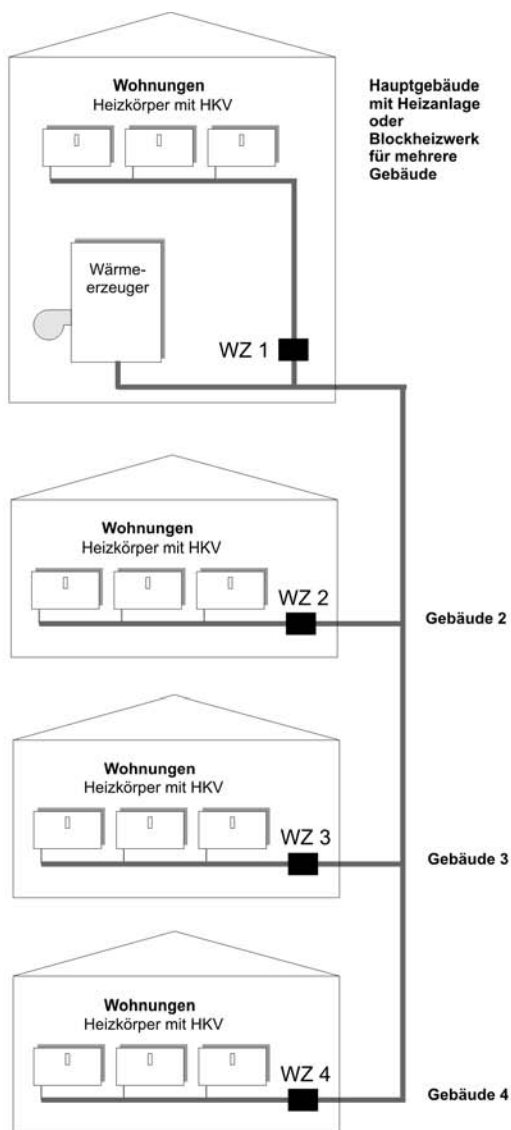 Wohnungen
Heizkörper mit HKV
Hauptgebäude
mit Heizanlage
oder
Blockheizwerk
für mehrere
Gebäude
Wärme-
erzeuger
WZ 1
Wohnungen
Heizkörper mit HKV
WZ 2
Gebäude 2
Wohnungen
Heizkörper mit HKV
WZ 3
Gebäude 3
Wohnungen
Heizkörper mit HKV
WZ 4
Gebäude 4